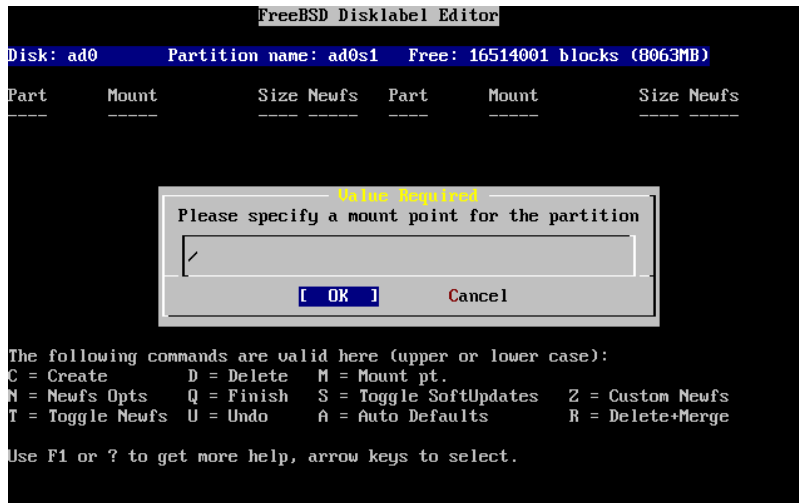 FreeBSD Disklabel Editor
Disk: ad0 Partition name: ad0s1 Free: 16514001 blocks (8063MB)
Part Mount Size Newfs Part Mount Size Newfs
---- ----- ---- ----- ---- ----- ---- -----
Value Required
Please specify a mount point for the partition
/
[ OK ] Cancel
The following commands are valid here (upper or lower case):
C = Create D = Delete M = Mount pt.
N = Newfs Opts Q = Finish S = Toggle SoftUpdates Z = Custom Newfs
T = Toggle Newfs U = Undo A = Auto Defaults R = Delete+Merge
Use F1 or ? to get more help, arrow keys to select.